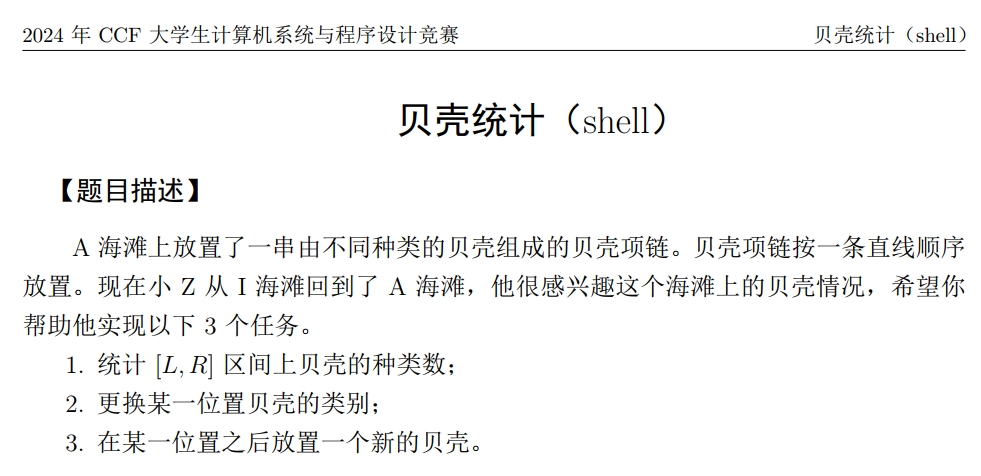 2024 年 CCF 大学生计算机系统与程序设计竞赛 贝壳统计（shell）
贝壳统计（shell）
【题目描述】
A 海滩上放置了一串由不同种类的贝壳组成的贝壳项链。贝壳项链按一条直线顺序
放置。现在小 Z 从 I 海滩回到了 A 海滩，他很感兴趣这个海滩上的贝壳情况，希望你
帮助他实现以下 3 个任务。
1. 统计 [L, R] 区间上贝壳的种类数；
2. 更换某一位置贝壳的类别；
3. 在某一位置之后放置一个新的贝壳。